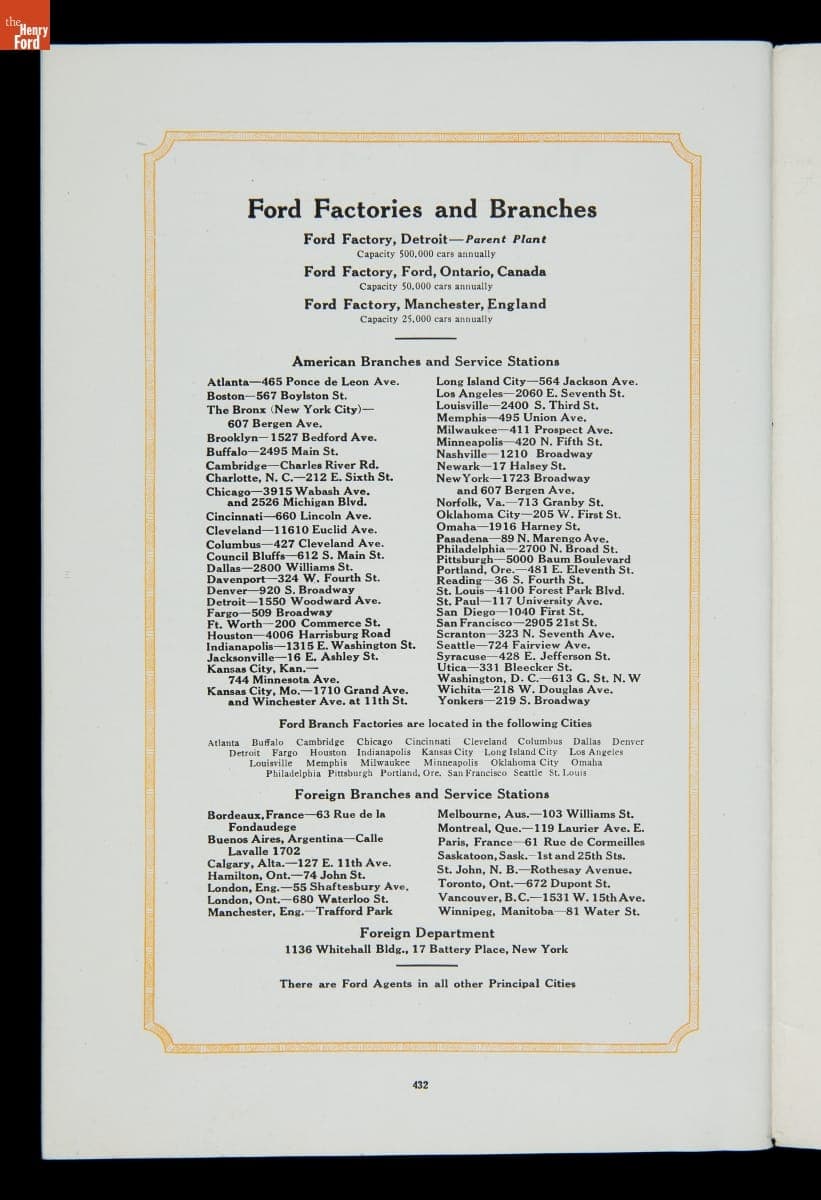 the
Henry
Ford
Ford Factories and Branches
Ford Factory, Detroit—Parent Plant
Capacity 500,000 cars annually
Ford Factory, Ford, Ontario, Canada
Capacity 50,000 cars annually
Ford Factory, Manchester, England
Capacity 25,000 cars annually
American Branches and Service Stations
Atlanta—465 Ponce de Leon Ave.
Boston—567 Boylston St.
The Bronx (New York City)—
607 Bergen Ave.
Brooklyn—1527 Bedford Ave.
Buffalo—2495 Main St.
Cambridge—Charles River Rd.
Charlotte, N. C.—212 E. Sixth St.
Chicago—3915 Wabash Ave.
and 2526 Michigan Blvd.
Cincinnati—660 Lincoln Ave.
Cleveland—11610 Euclid Ave.
Columbus—427 Cleveland Ave.
Council Bluffs—612 S. Main St.
Dallas—2800 Williams St.
Davenport—324 W. Fourth St.
Denver—920 S. Broadway
Detroit—1550 Woodward Ave.
Fargo—509 Broadway
Ft. Worth—200 Commerce St.
Houston—4006 Harrisburg Road
Indianapolis—1315 E. Washington St.
Jacksonville—16 E. Ashley St.
Kansas City, Kan.—
744 Minnesota Ave.
Kansas City, Mo.—1710 Grand Ave.
and Winchester Ave. at 11th St.
Long Island City—564 Jackson Ave.
Los Angeles—2060 E. Seventh St.
Louisville—2400 S. Third St.
Memphis—495 Union Ave.
Milwaukee—411 Prospect Ave.
Minneapolis—420 N. Fifth St.
Nashville—1210 Broadway
Newark—17 Halsey St.
New York—1723 Broadway
and 607 Bergen Ave.
Norfolk, Va.—713 Granby St.
Oklahoma City—205 W. First St.
Omaha—1916 Harney St.
Pasadena—89 N. Marengo Ave.
Philadelphia—2700 N. Broad St.
Pittsburgh—5000 Baum Boulevard
Portland, Ore.—481 E. Eleventh St.
Reading—36 S. Fourth St.
St. Louis—4100 Forest Park Blvd.
St. Paul—117 University Ave.
San Diego—1040 First St.
San Francisco—2905 21st St.
Scranton—323 N. Seventh Ave.
Seattle—724 Fairview Ave.
Syracuse—428 E. Jefferson St.
Utica—331 Bleecker St.
Washington, D. C.—613 G. St. N. W
Wichita—218 W. Douglas Ave.
Yonkers—219 S. Broadway
Ford Branch Factories are located in the following Cities
Atlanta Buffalo Cambridge Chicago Cincinnati Cleveland Columbus Dallas Denver
Detroit Fargo Houston Indianapolis Kansas City Long Island City Los Angeles
Louisville Memphis Milwaukee Minneapolis Oklahoma City Omaha
Philadelphia Pittsburgh Portland, Ore. San Francisco Seattle St. Louis
Foreign Branches and Service Stations
Bordeaux, France—63 Rue de la
Fondaudege
Buenos Aires, Argentina—Calle
Lavalle 1702
Calgary, Alta.—127 E. 11th Ave.
Hamilton, Ont.—74 John St.
London, Eng.—55 Shaftesbury Ave.
London, Ont.—680 Waterloo St.
Manchester, Eng.—Trafford Park
Melbourne, Aus.—103 Williams St.
Montreal, Que.—119 Laurier Ave. E.
Paris, France—61 Rue de Cormeilles
Saskatoon, Sask.—1st and 25th Sts.
St. John, N. B.—Rothesay Avenue.
Toronto, Ont.—672 Dupont St.
Vancouver, B.C.—1531 W. 15th Ave.
Winnipeg, Manitoba—81 Water St.
Foreign Department
1136 Whitehall Bldg., 17 Battery Place, New York
There are Ford Agents in all other Principal Cities
432